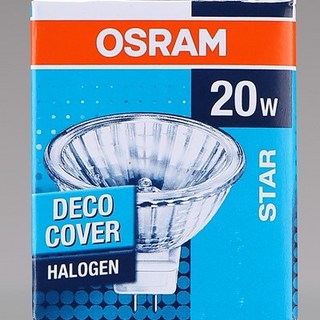 OSRAM
20W
STAR
DECO
COVER
HALOGEN